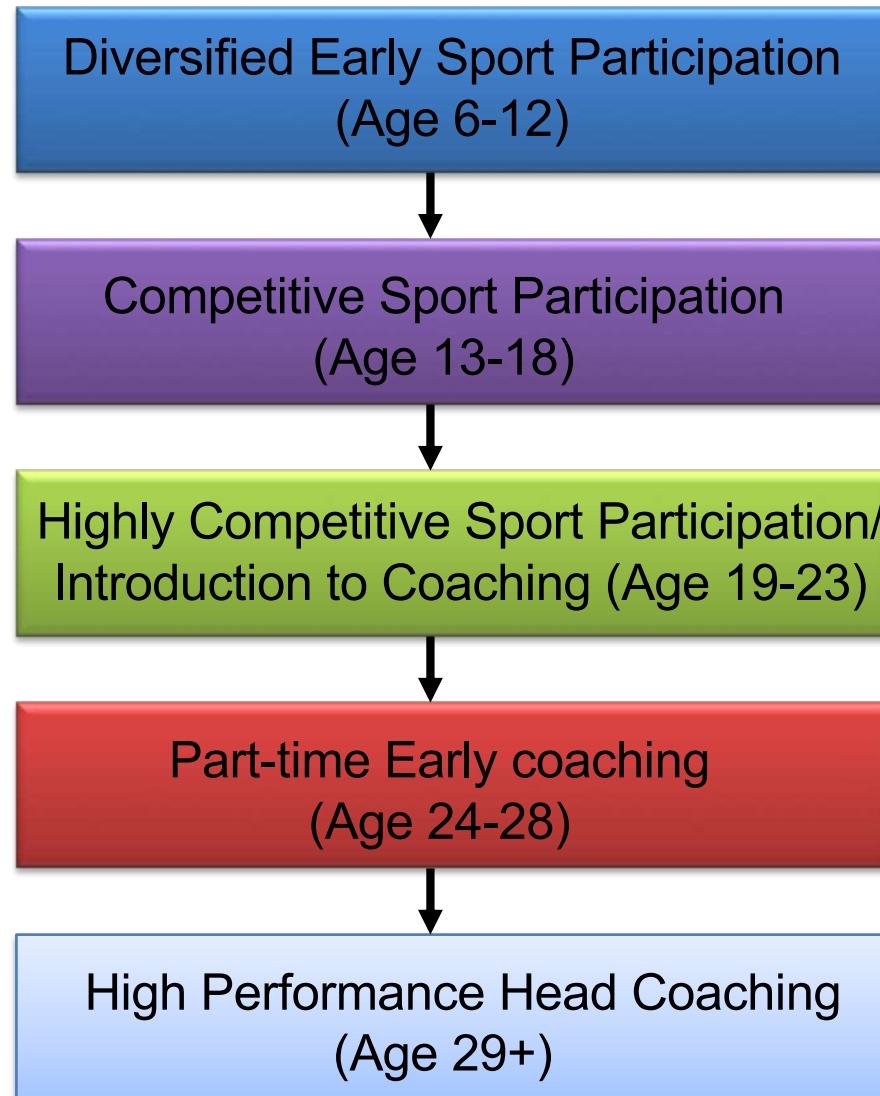 Diversified Early Sport Participation
(Age 6-12)
Competitive Sport Participation
(Age 13-18)
Highly Competitive Sport Participation/
Introduction to Coaching (Age 19-23)
Part-time Early coaching
(Age 24-28)
High Performance Head Coaching
(Age 29+)